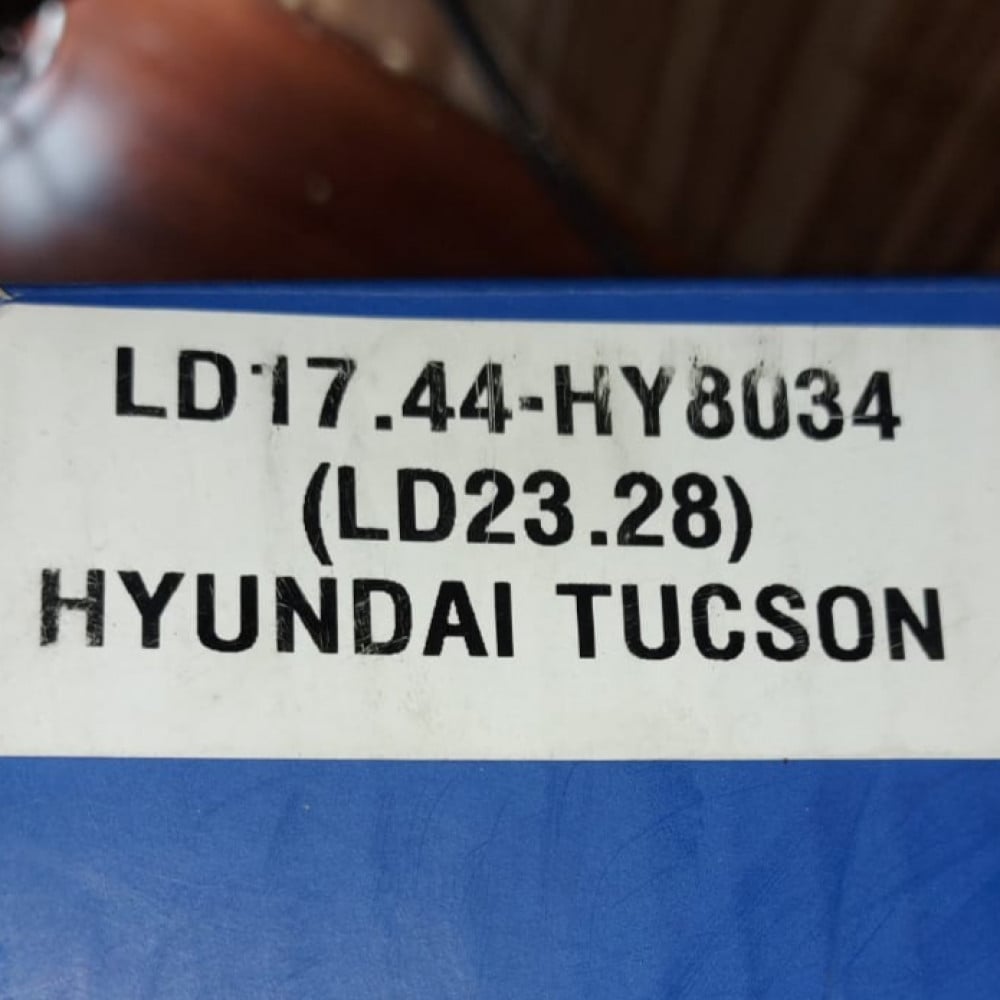 LD17.44-HY8034
(LD23.28)
HYUNDAI TUCSON